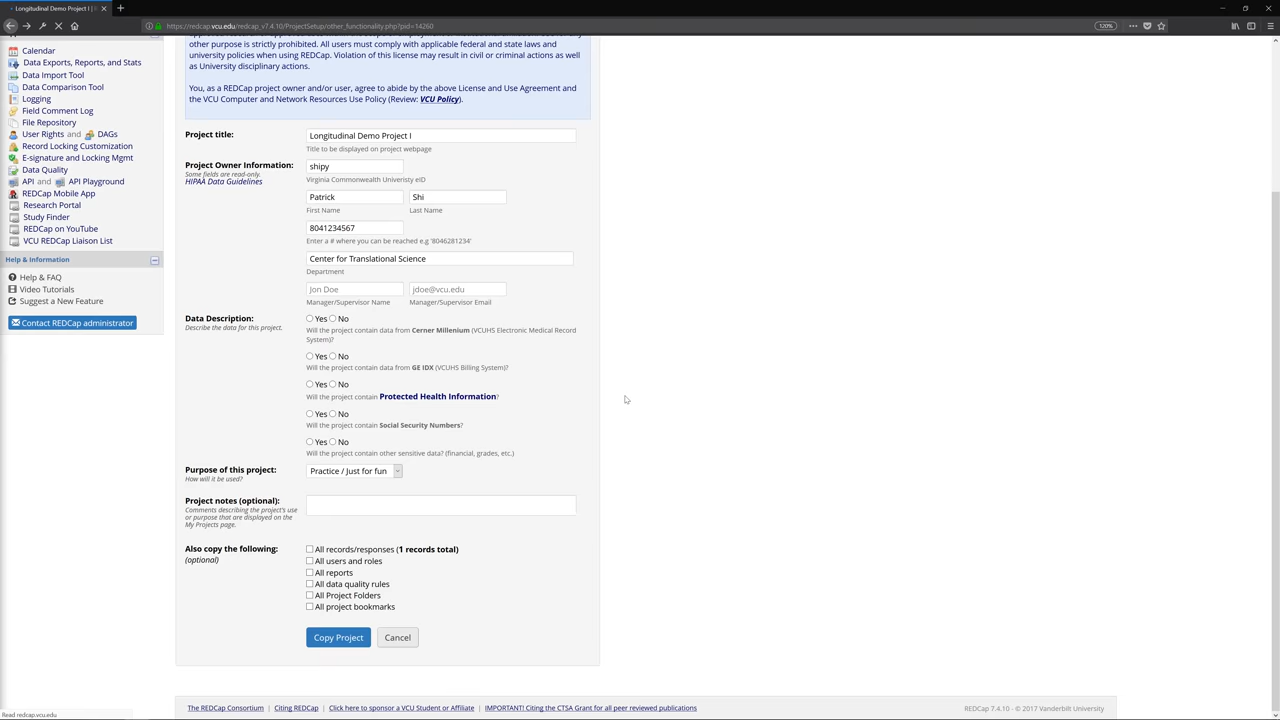 Longitudinal Demo Project I |
https://redcap.vcu.edu/redcap_v7.4.10/ProjectSetup/other_functionality.php?pid=14260
120%
Calendar
Data Exports, Reports, and Stats
Data Import Tool
Data Comparison Tool
Logging
Field Comment Log
File Repository
User Rights and DAGs
Record Locking Customization
E-signature and Locking Mgmt
Data Quality
API and API Playground
REDCap Mobile App
Research Portal
Study Finder
REDCap on YouTube
VCU REDCap Liaison List
Help & Information
Help & FAQ
Video Tutorials
Suggest a New Feature
Contact REDCap administrator
other purpose is strictly prohibited. All users must comply with applicable federal and state laws and
university policies when using REDCap. Violation of this license may result in civil or criminal actions as well
as University disciplinary actions.
You, as a REDCap project owner and/or user, agree to abide by the above License and Use Agreement and
the VCU Computer and Network Resources Use Policy (Review: VCU Policy).
Project title:
Longitudinal Demo Project I
Title to be displayed on project webpage
Project Owner Information:
Some fields are read-only.
HIPAA Data Guidelines
shipy
Virginia Commonwealth Univeristy eID
Patrick Shi
First Name Last Name
8041234567
Enter a # where you can be reached e.g '8046281234'
Center for Translational Science
Department
Jon Doe jdoe@vcu.edu
Manager/Supervisor Name Manager/Supervisor Email
Data Description:
Describe the data for this project.
Yes No
Will the project contain data from Cerner Millenium (VCUHS Electronic Medical Record
System)?
Yes No
Will the project contain data from GE IDX (VCUHS Billing System)?
Yes No
Will the project contain Protected Health Information?
Yes No
Will the project contain Social Security Numbers?
Yes No
Will the project contain other sensitive data? (financial, grades, etc.)
Purpose of this project:
How will it be used?
Practice / Just for fun
Project notes (optional):
Comments describing the project's use
or purpose that are displayed on the
My Projects page.
Also copy the following:
(optional)
All records/responses (1 records total)
All users and roles
All reports
All data quality rules
All Project Folders
All project bookmarks
Copy Project Cancel
The REDCap Consortium | Citing REDCap | Click here to sponsor a VCU Student or Affiliate | IMPORTANT! Citing the CTSA Grant for all peer reviewed publications
REDCap 7.4.10 - © 2017 Vanderbilt University
Read redcap.vcu.edu